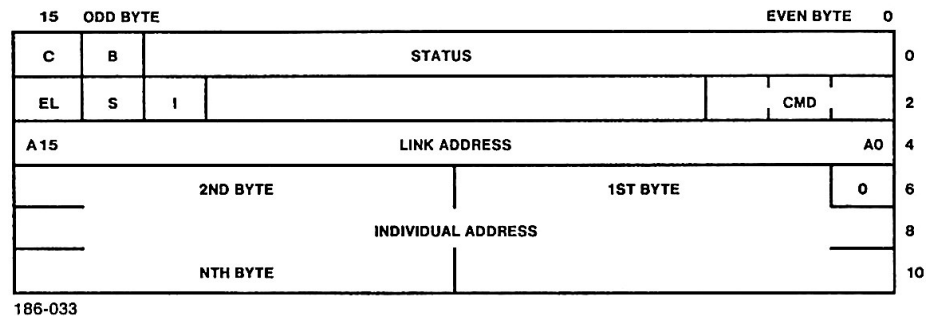 15 ODD BYTE EVEN BYTE 0
C B STATUS 0
EL S I CMD 2
A15 LINK ADDRESS A0 4
2ND BYTE 1ST BYTE 0 6
INDIVIDUAL ADDRESS 8
NTH BYTE 10
186-033